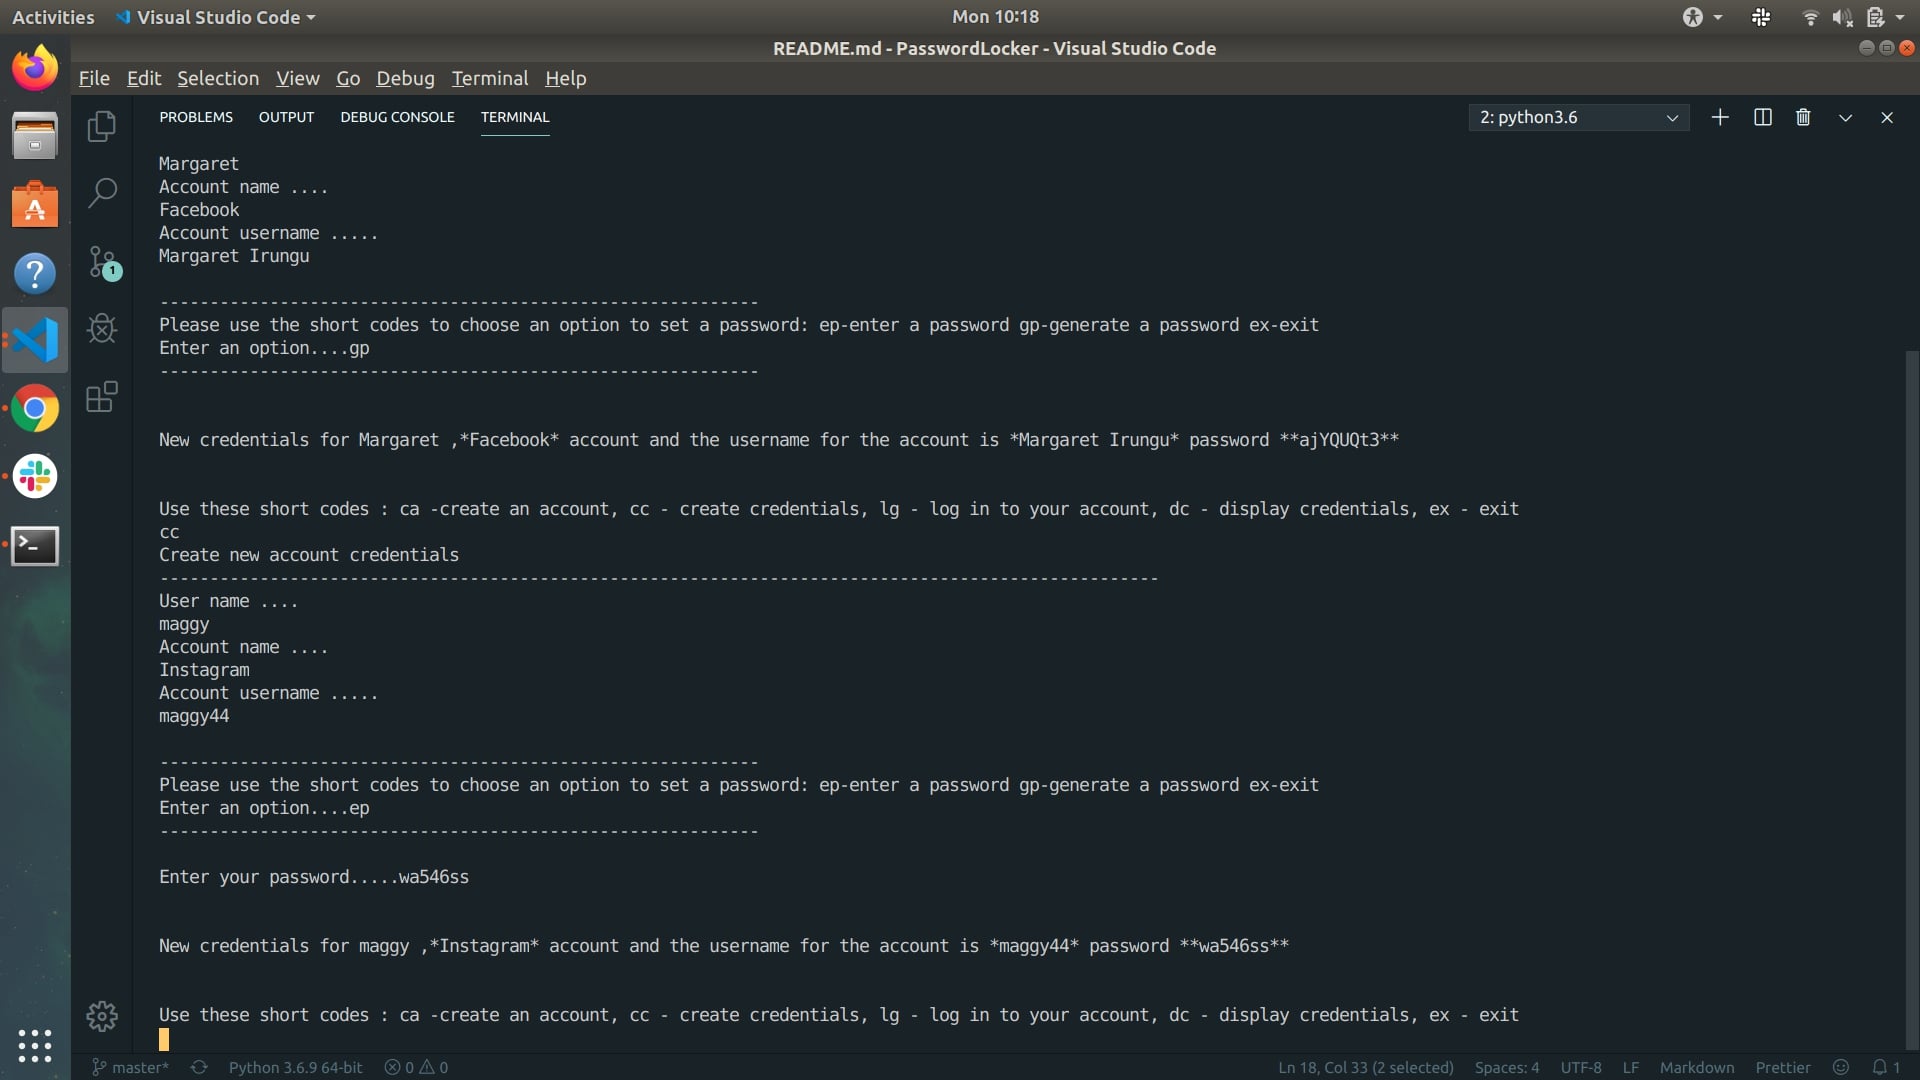 Activities Visual Studio Code Mon 10:18
README.md - PasswordLocker - Visual Studio Code
File Edit Selection View Go Debug Terminal Help
PROBLEMS OUTPUT DEBUG CONSOLE TERMINAL 2: python3.6
Margaret
Account name ....
Facebook
Account username .....
Margaret Irungu
------------------------------------------------------------
Please use the short codes to choose an option to set a password: ep-enter a password gp-generate a password ex-exit
Enter an option....gp
------------------------------------------------------------
New credentials for Margaret ,*Facebook* account and the username for the account is *Margaret Irungu* password **ajYQUQt3**
Use these short codes : ca -create an account, cc - create credentials, lg - log in to your account, dc - display credentials, ex - exit
cc
Create new account credentials
----------------------------------------------------------------------------------------------------
User name ....
maggy
Account name ....
Instagram
Account username .....
maggy44
------------------------------------------------------------
Please use the short codes to choose an option to set a password: ep-enter a password gp-generate a password ex-exit
Enter an option....ep
------------------------------------------------------------
Enter your password.....wa546ss
New credentials for maggy ,*Instagram* account and the username for the account is *maggy44* password **wa546ss**
Use these short codes : ca -create an account, cc - create credentials, lg - log in to your account, dc - display credentials, ex - exit
1
master* Python 3.6.9 64-bit 0 0 Ln 18, Col 33 (2 selected) Spaces: 4 UTF-8 LF Markdown Prettier 1